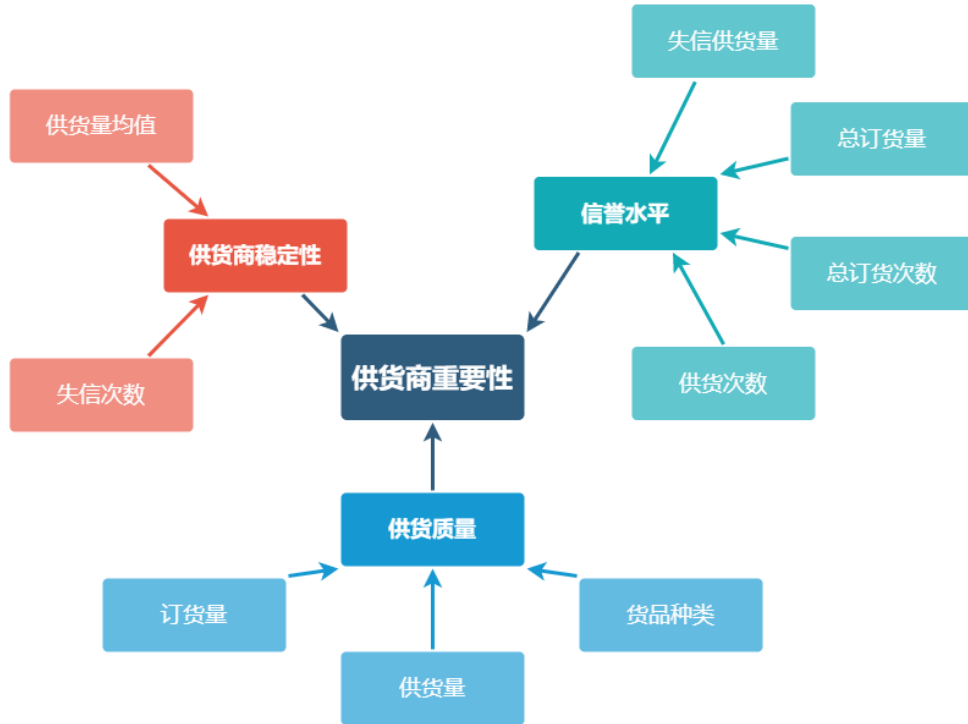 失信供货量
供货量均值
总订货量
信誉水平
供货商稳定性
总订货次数
供货商重要性
失信次数
供货次数
供货质量
订货量
货品种类
供货量